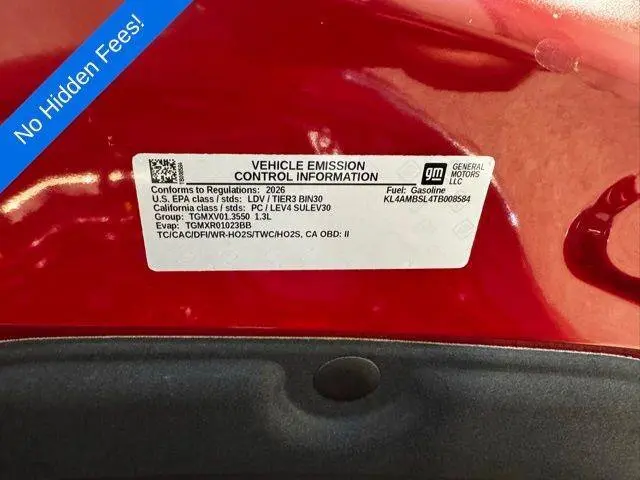 No Hidden Fees!
VEHICLE EMISSION
CONTROL INFORMATION
gm
GENERAL
MOTORS
LLC
Conforms to Regulations: 2026
Fuel: Gasoline
U.S. EPA class / stds: LDV / TIER3 BIN30
KL4AMBSL4TB008584
California class / stds: PC / LEV4 SULEV30
Group: TGMXV01.3550 1.3L
Evap: TGMXR01023BB
TC/CAC/DFI/WR-HO2S/TWC/HO2S, CA OBD: II